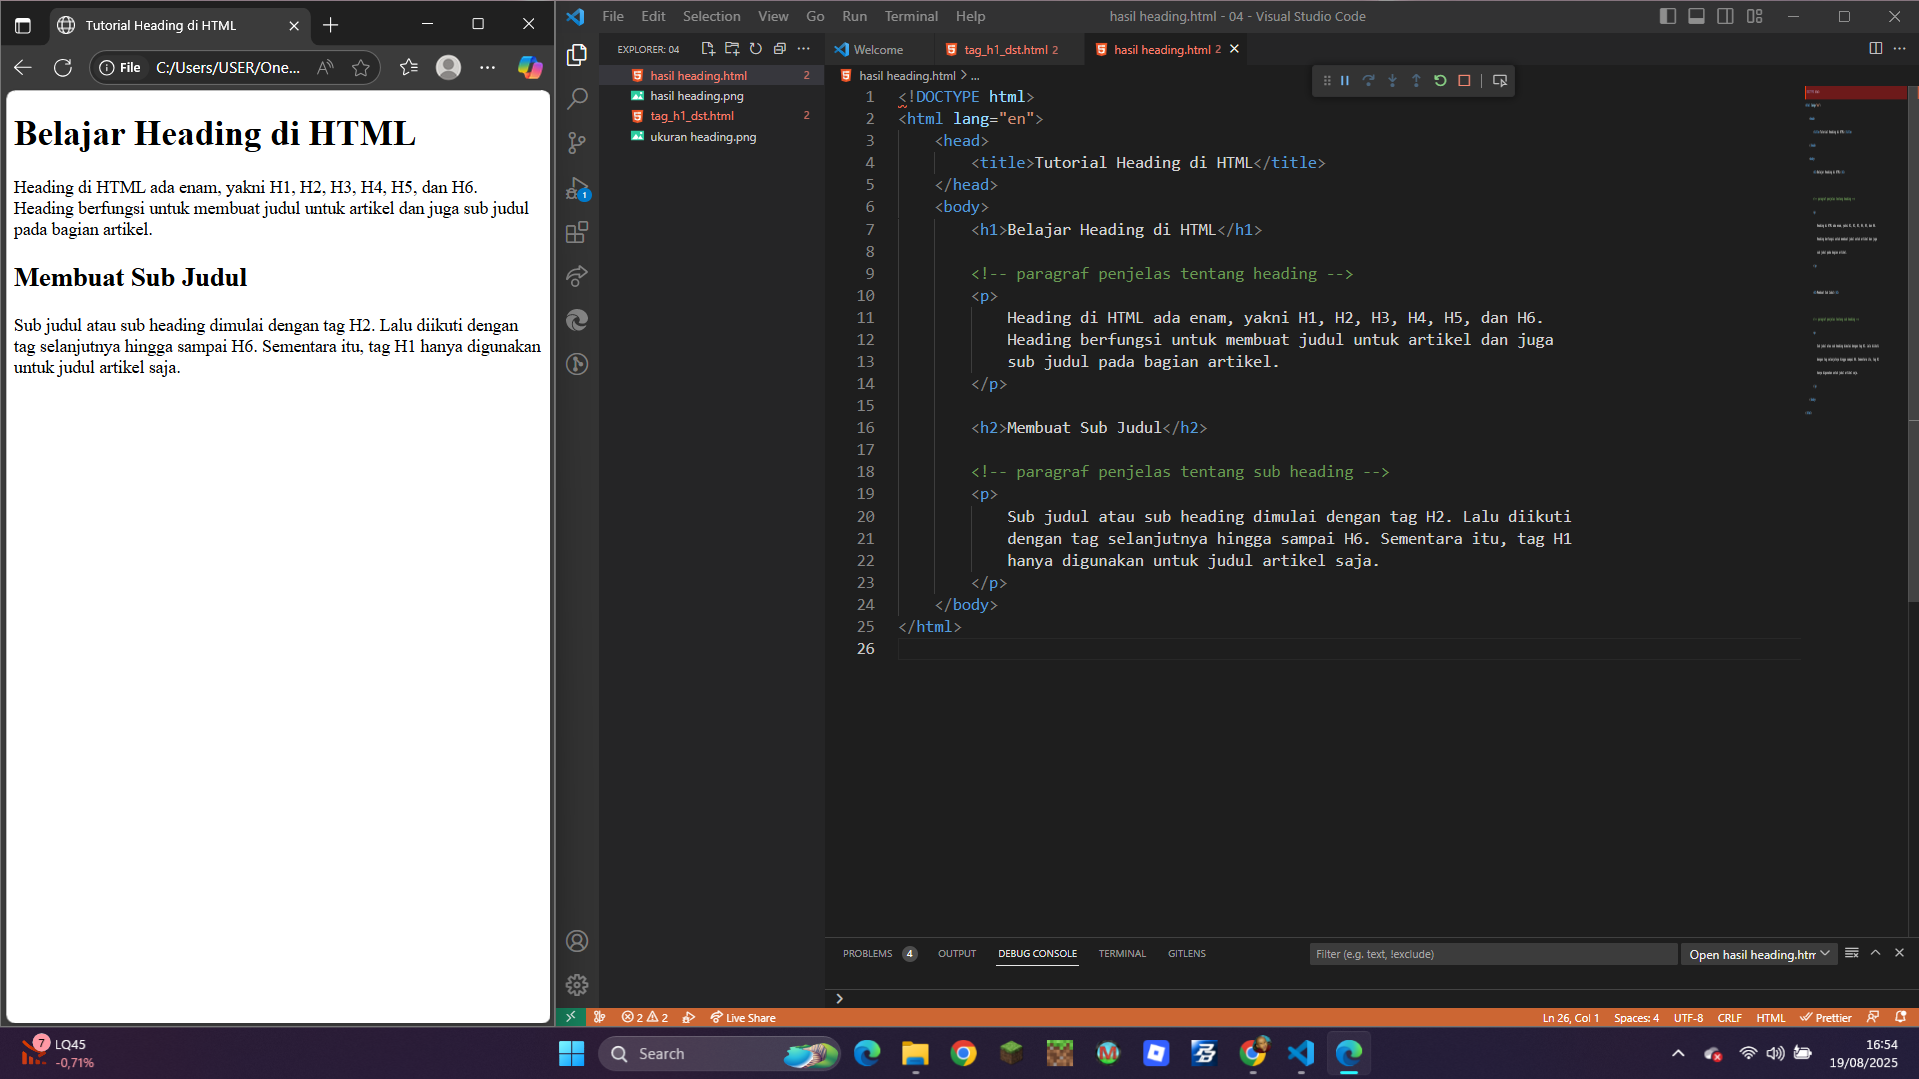 Tutorial Heading di HTML
File
C:/Users/USER/One...
Belajar Heading di HTML
Heading di HTML ada enam, yakni H1, H2, H3, H4, H5, dan H6.
Heading berfungsi untuk membuat judul untuk artikel dan juga sub judul
pada bagian artikel.
Membuat Sub Judul
Sub judul atau sub heading dimulai dengan tag H2. Lalu diikuti dengan
tag selanjutnya hingga sampai H6. Sementara itu, tag H1 hanya digunakan
untuk judul artikel saja.
File Edit Selection View Go Run Terminal Help
hasil heading.html - 04 - Visual Studio Code
EXPLORER: 04
hasil heading.html 2
hasil heading.png
tag_h1_dst.html 2
ukuran heading.png
1
Welcome
tag_h1_dst.html 2
hasil heading.html 2
hasil heading.html > ...
1 <!DOCTYPE html>
2 <html lang="en">
3 <head>
4 <title>Tutorial Heading di HTML</title>
5 </head>
6 <body>
7 <h1>Belajar Heading di HTML</h1>
8
9 <!-- paragraf penjelas tentang heading -->
10 <p>
11 Heading di HTML ada enam, yakni H1, H2, H3, H4, H5, dan H6.
12 Heading berfungsi untuk membuat judul untuk artikel dan juga
13 sub judul pada bagian artikel.
14 </p>
15
16 <h2>Membuat Sub Judul</h2>
17
18 <!-- paragraf penjelas tentang sub heading -->
19 <p>
20 Sub judul atau sub heading dimulai dengan tag H2. Lalu diikuti
21 dengan tag selanjutnya hingga sampai H6. Sementara itu, tag H1
22 hanya digunakan untuk judul artikel saja.
23 </p>
24 </body>
25 </html>
26
PROBLEMS 4 OUTPUT DEBUG CONSOLE TERMINAL GITLENS
Filter (e.g. text, !exclude)
Open hasil heading.htm
2 2
Live Share
Ln 26, Col 1 Spaces: 4 UTF-8 CRLF HTML Prettier
7
LQ45
-0,71%
Search
16:54
19/08/2025